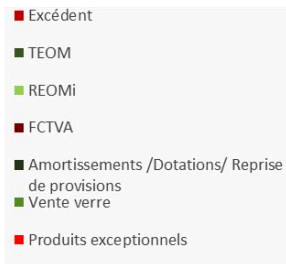 Excédent
TEOM
REOMi
FCTVA
Amortissements /Dotations/ Reprise
de provisions
Vente verre
Produits exceptionnels